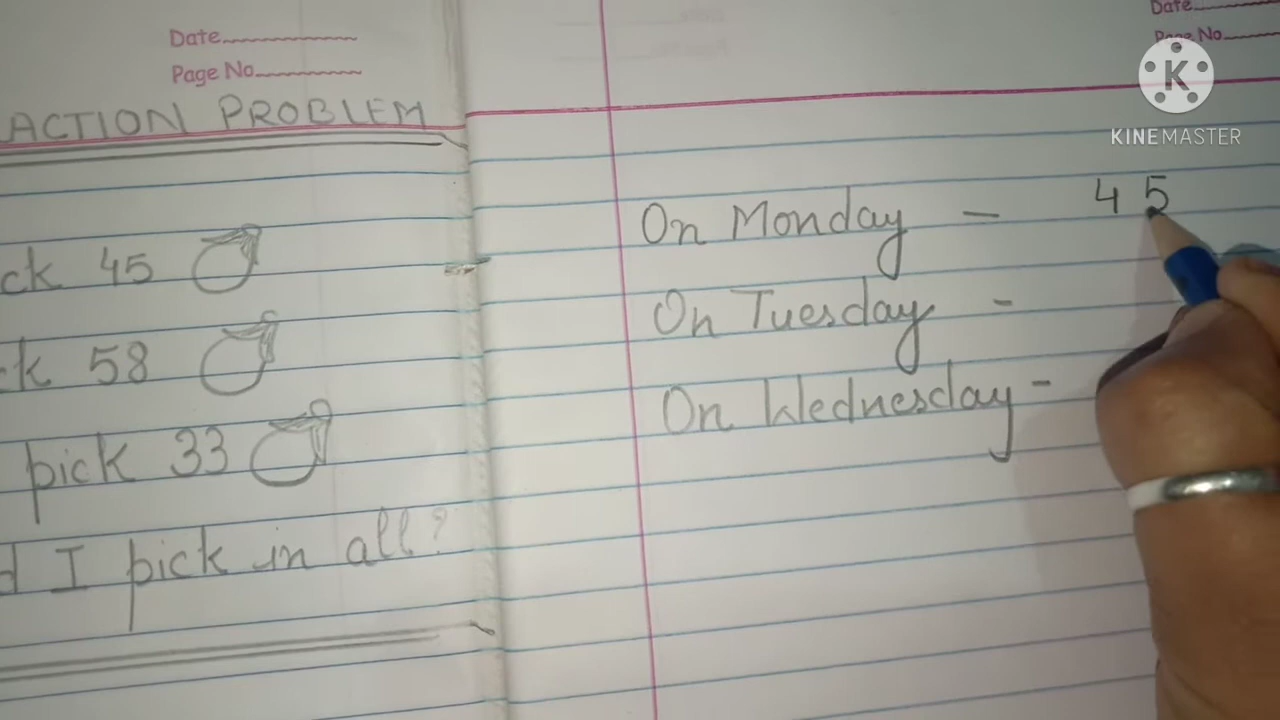 Date
Page No
ACTION PROBLEM
ck 45
ck 58
pick 33
d I pick in all?
Date
Page No
KINEMASTER
On Monday – 45
On Tuesday -
On Wednesday -